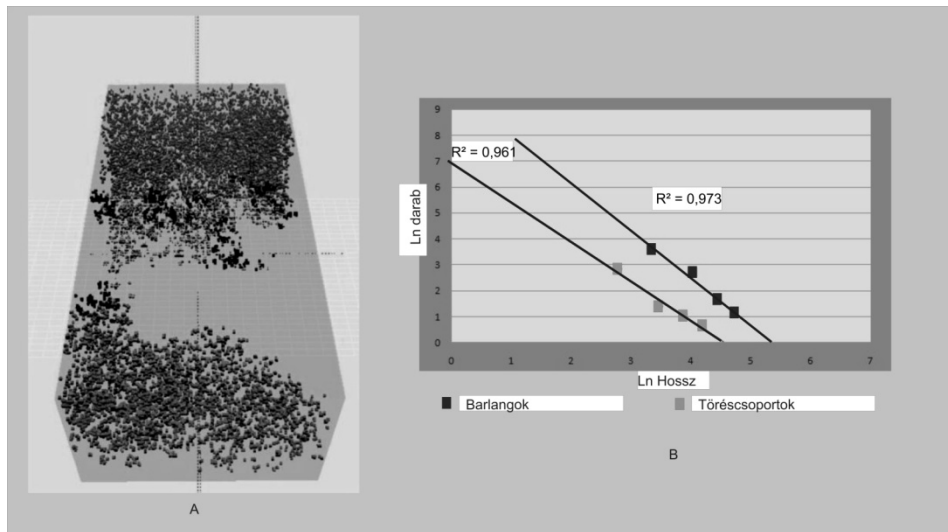 A
9
8
7
6
5
4
3
2
1
0
Ln darab
R² = 0,961
R² = 0,973
0 1 2 3 4 5 6 7
Ln Hossz
Barlangok Töréscsoportok
B